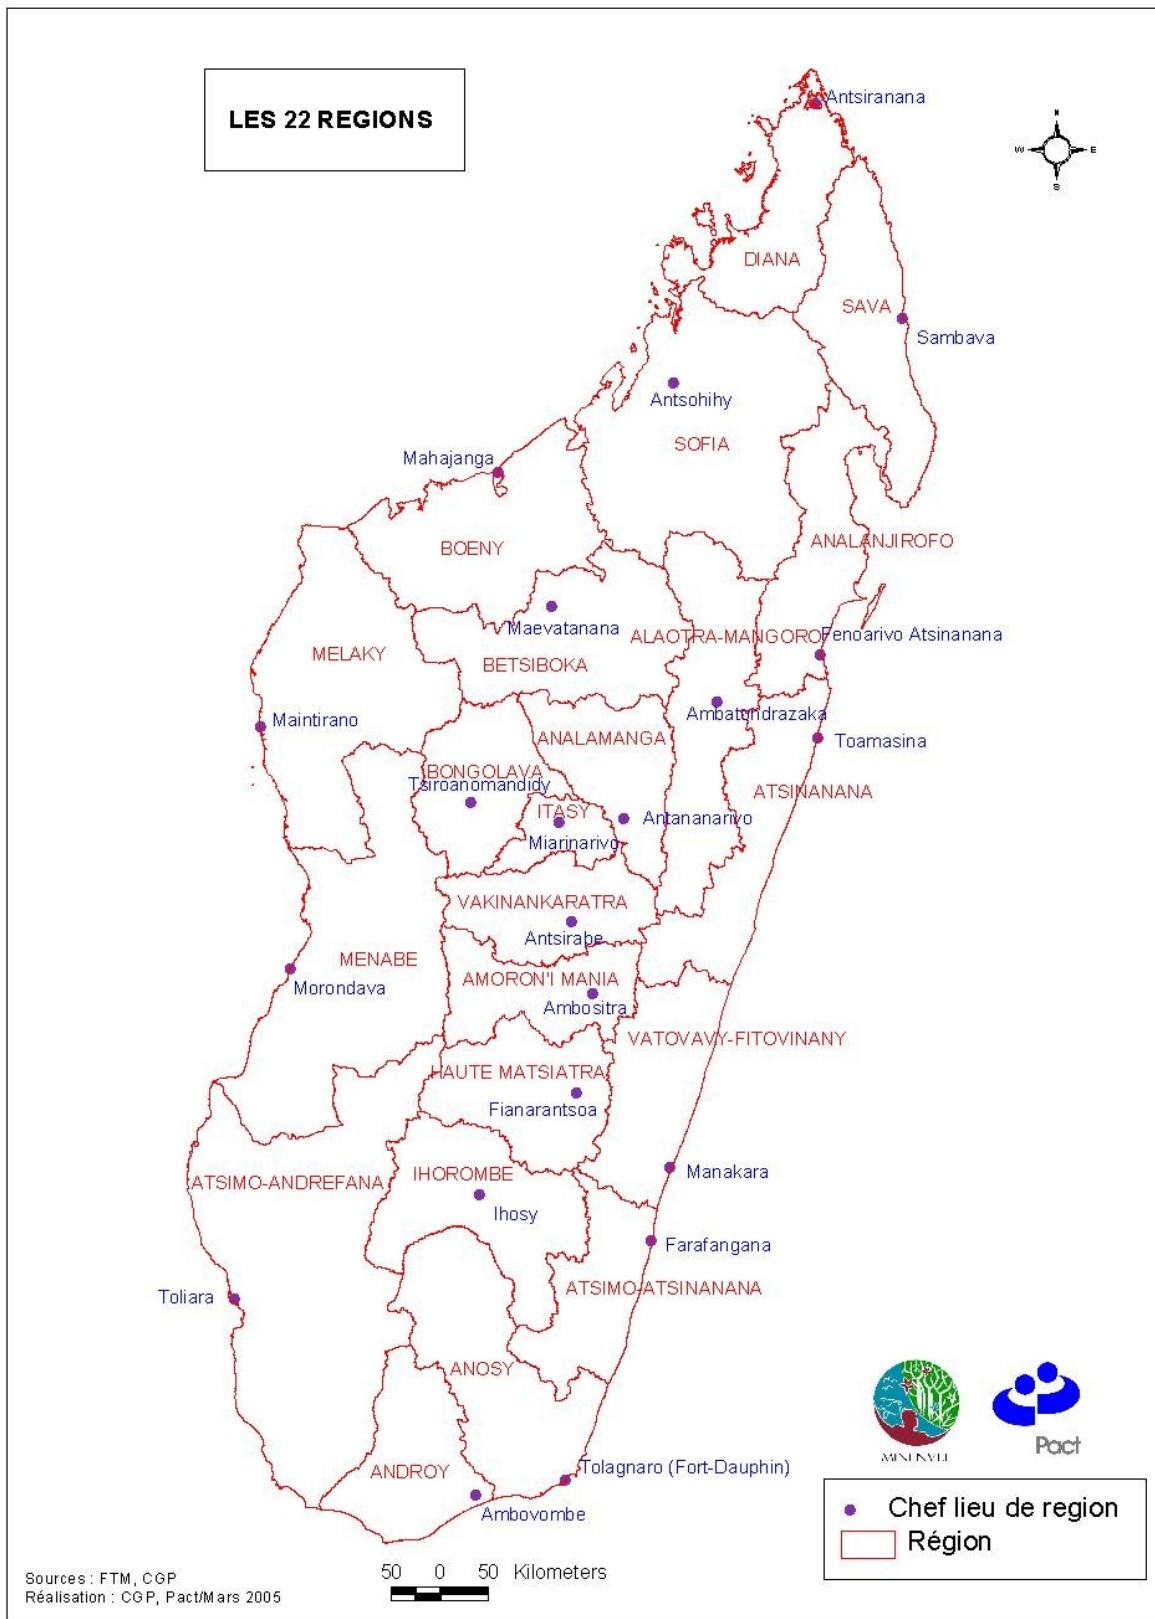 LES 22 REGIONS
Antsiranana
N
W
E
S
DIANA
SAVA
Sambava
Antsohihy
SOFIA
Mahajanga
BOENY
ANALANJIROFO
Maevatanana
ALAOTRA-MANGORO
Fenoarivo Atsinanana
MELAKY
BETSIBOKA
Ambatondrazaka
Maintirano
ANALAMANGA
Toamasina
BONGOLAVA
Tsiroanomandidy
ATSINANANA
ITASY
Antananarivo
Miarinarivo
VAKINANKARATRA
Antsirabe
MENABE
AMORON'I MANIA
Morondava
Ambositra
VATOVAVY-FITOVINANY
HAUTE MATSIATRA
Fianarantsoa
Manakara
ATSIMO-ANDREFANA
IHOROMBE
Ihosy
Farafangana
ATSIMO-ATSINANANA
Toliara
ANOSY
Pact
ANDROY
Tolagnaro (Fort-Dauphin)
Ambovombe
Chef lieu de region
Région
50 0 50 Kilometers
Sources : FTM, CGP
Réalisation : CGP, Pact/Mars 2005